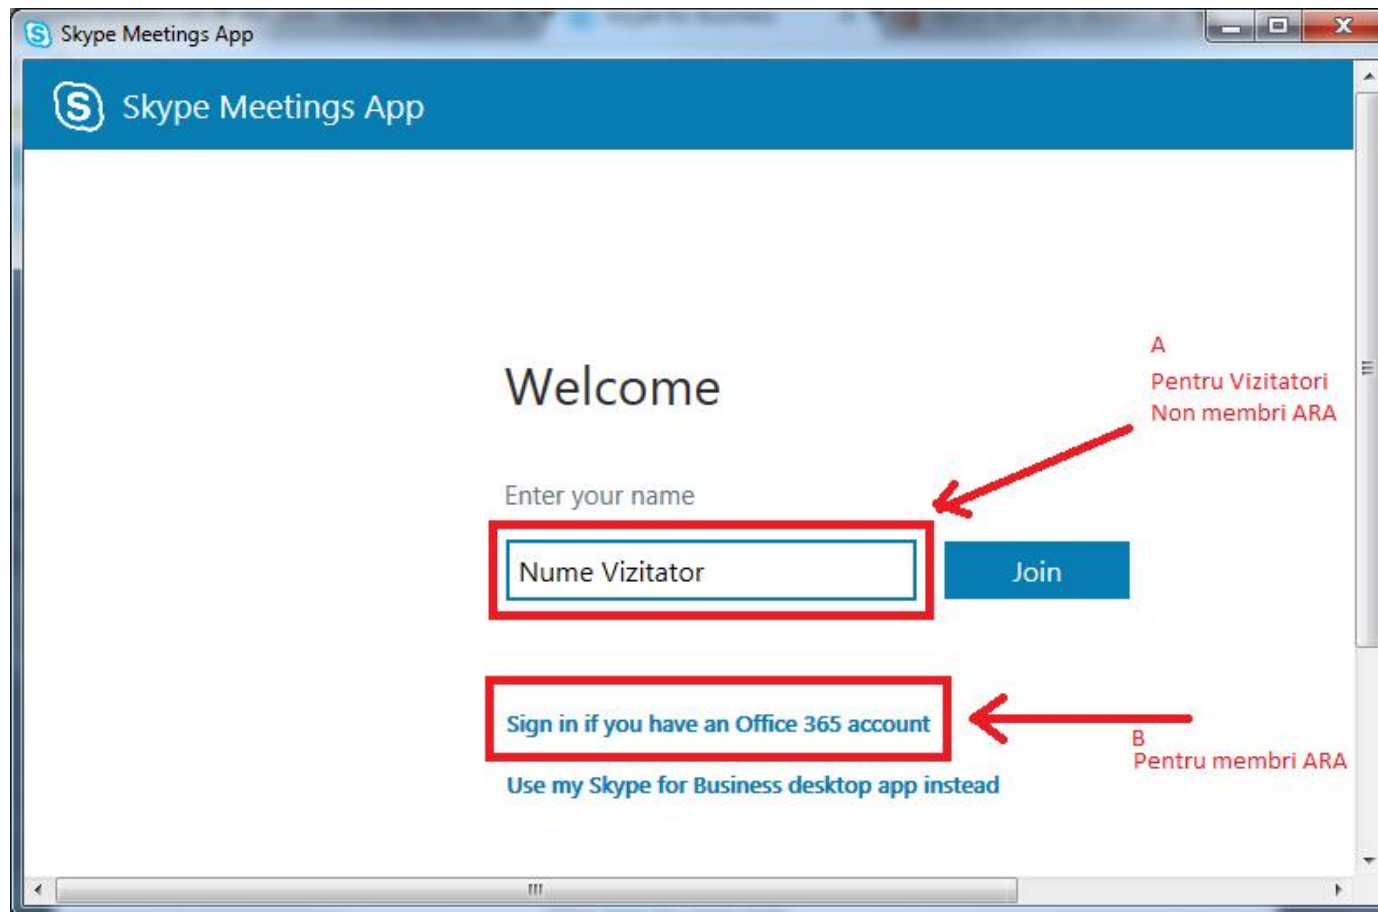 Skype Meetings App
Skype Meetings App
A
Pentru Vizitatori
Non membri ARA
Welcome
Enter your name
Nume Vizitator
Join
Sign in if you have an Office 365 account
B
Pentru membri ARA
Use my Skype for Business desktop app instead